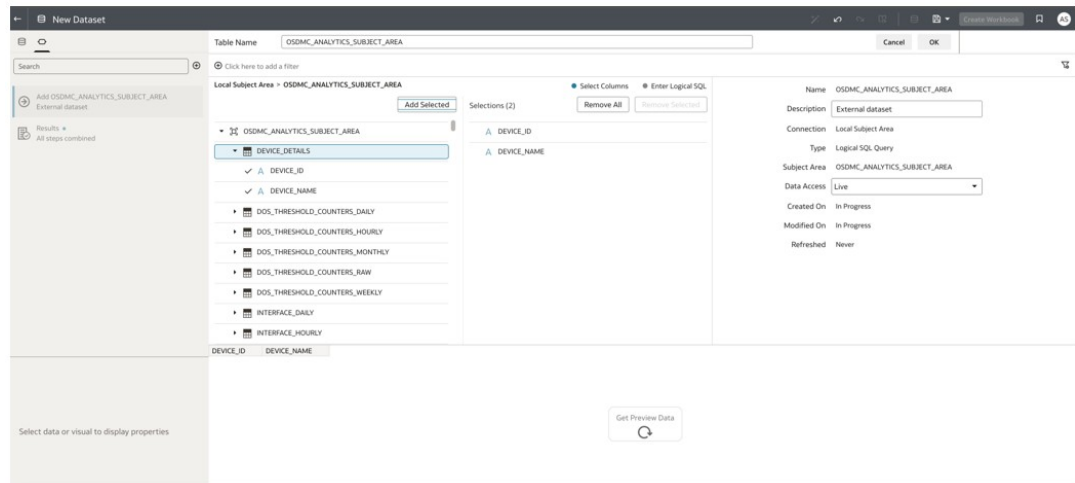 New Dataset
Create Workbook
AS
Table Name
OSDMC_ANALYTICS_SUBJECT_AREA
Cancel
OK
Search
Click here to add a filter
Add OSDMC_ANALYTICS_SUBJECT_AREA
External dataset
Results
All steps combined
Local Subject Area > OSDMC_ANALYTICS_SUBJECT_AREA
Select Columns
Enter Logical SQL
Add Selected
Selections (2)
Remove All
Remove Selected
OSDMC_ANALYTICS_SUBJECT_AREA
DEVICE_DETAILS
A DEVICE_ID
A DEVICE_NAME
DOS_THRESHOLD_COUNTERS_DAILY
DOS_THRESHOLD_COUNTERS_HOURLY
DOS_THRESHOLD_COUNTERS_MONTHLY
DOS_THRESHOLD_COUNTERS_RAW
DOS_THRESHOLD_COUNTERS_WEEKLY
INTERFACE_DAILY
INTERFACE_HOURLY
A DEVICE_ID
A DEVICE_NAME
Name OSDMC_ANALYTICS_SUBJECT_AREA
Description External dataset
Connection Local Subject Area
Type Logical SQL Query
Subject Area OSDMC_ANALYTICS_SUBJECT_AREA
Data Access Live
Created On In Progress
Modified On In Progress
Refreshed Never
DEVICE_ID DEVICE_NAME
Select data or visual to display properties
Get Preview Data